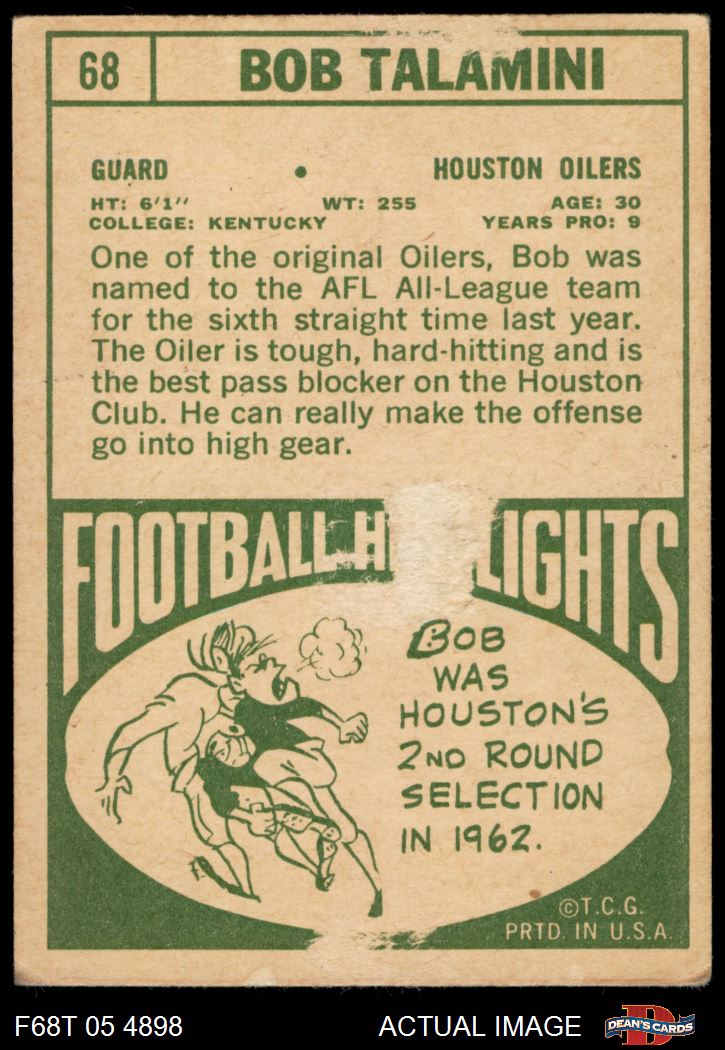 68 BOB TALAMINI
GUARD • HOUSTON OILERS
HT: 6'1" WT: 255 AGE: 30
COLLEGE: KENTUCKY YEARS PRO: 9
One of the original Oilers, Bob was
named to the AFL All-League team
for the sixth straight time last year.
The Oiler is tough, hard-hitting and is
the best pass blocker on the Houston
Club. He can really make the offense
go into high gear.
FOOTBALL H LIGHTS
BOB
WAS
HOUSTON'S
2ND ROUND
SELECTION
IN 1962.
©T.C.G.
PRTD. IN U.S.A.
F68T 05 4898 ACTUAL IMAGE DEAN'S CARDS